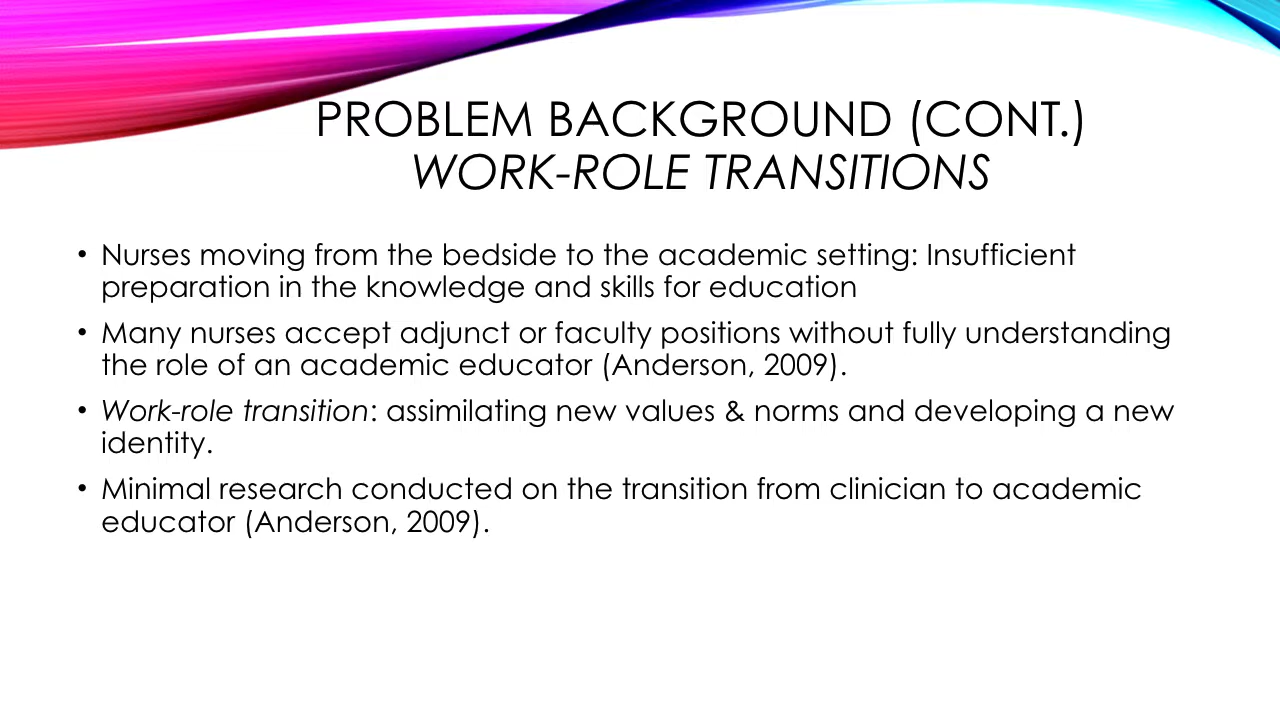 PROBLEM BACKGROUND (CONT.)
WORK-ROLE TRANSITIONS
• Nurses moving from the bedside to the academic setting: Insufficient
preparation in the knowledge and skills for education
• Many nurses accept adjunct or faculty positions without fully understanding
the role of an academic educator (Anderson, 2009).
• Work-role transition: assimilating new values & norms and developing a new
identity.
• Minimal research conducted on the transition from clinician to academic
educator (Anderson, 2009).